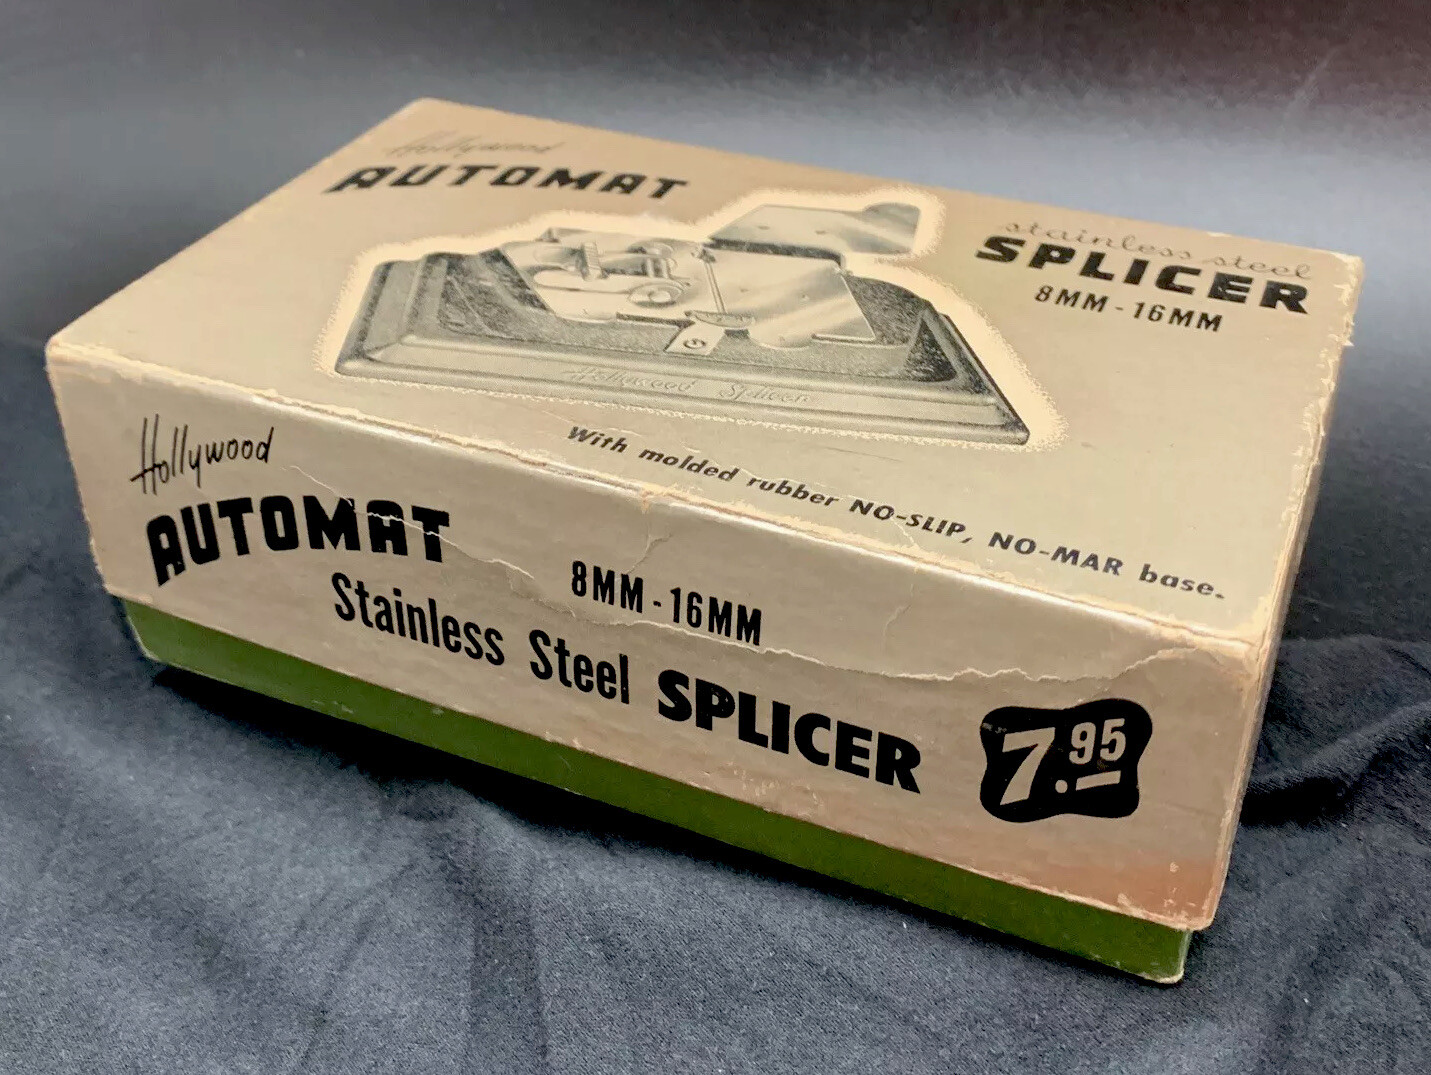 Hollywood
AUTOMAT
stainless steel
SPLICER
8MM - 16MM
Hollywood Splicer
With molded rubber NO-SLIP, NO-MAR base.
Hollywood
AUTOMAT
8MM - 16MM
Stainless Steel SPLICER
7.95